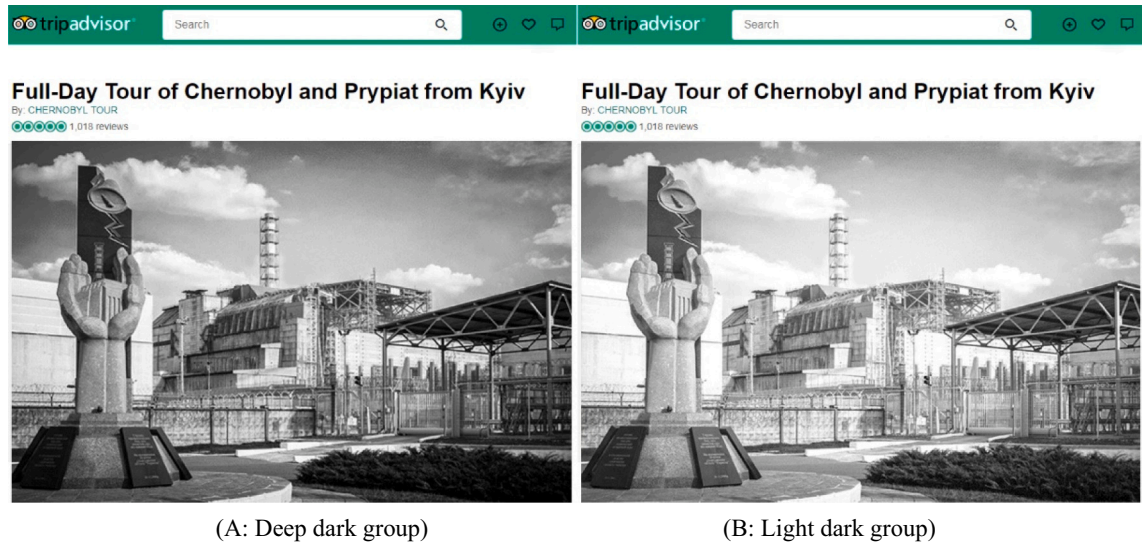 tripadvisor
Search
Full-Day Tour of Chernobyl and Prypiat from Kyiv
By: CHERNOBYL TOUR
1,018 reviews
(A: Deep dark group)
tripadvisor
Search
Full-Day Tour of Chernobyl and Prypiat from Kyiv
By: CHERNOBYL TOUR
1,018 reviews
(B: Light dark group)